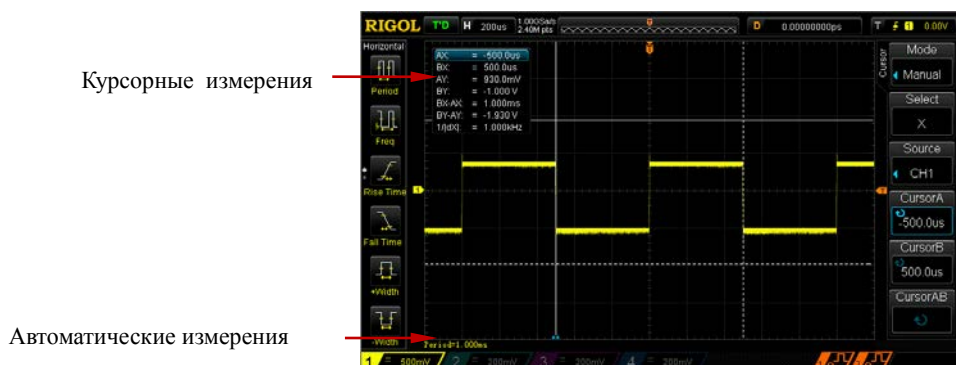 Курсорные измерения
Автоматические измерения
RIGOL T'D H 200us 1.00GSa/s 2.40M pts D 0.00000000ps T 1 0.00V
Horizontal
Period
Freq
Rise Time
Fall Time
+Width
-Width
AX: = -500.0us
BX: = 500.0us
AY: = 930.0mV
BY: = -1.000 V
BX-AX: = 1.000ms
BY-AY: = -1.930 V
1/|dX|: = 1.000kHz
T
1
T
Period=1.000ms
Cursor
Mode
Manual
Select
X
Source
CH1
CursorA
-500.0us
CursorB
500.0us
CursorAB
1 = 500mV 2 = 200mV 3 = 200mV 4 = 200mV